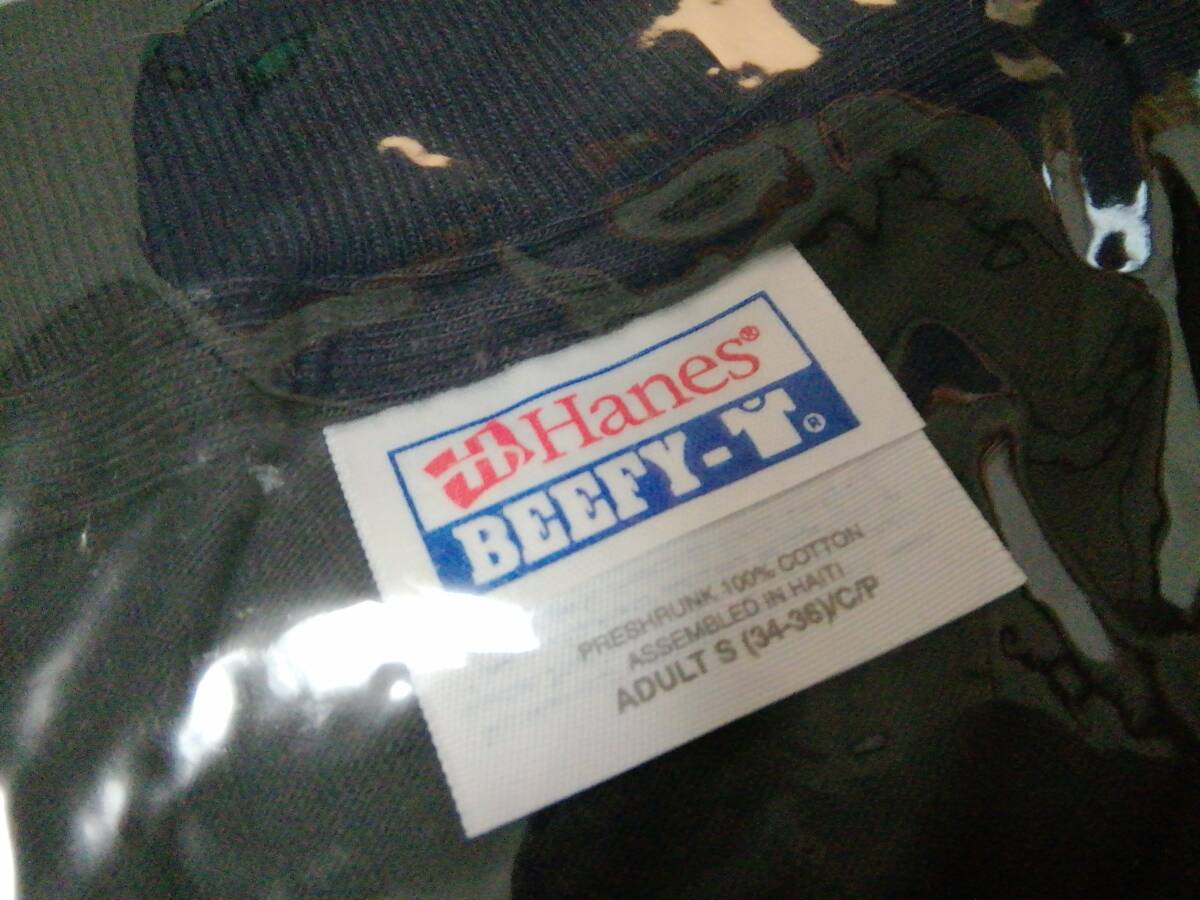 Hanes®
BEEFY-T®
PRESHRUNK 100% COTTON
ASSEMBLED IN HAITI
ADULT S (34-36)/C/P